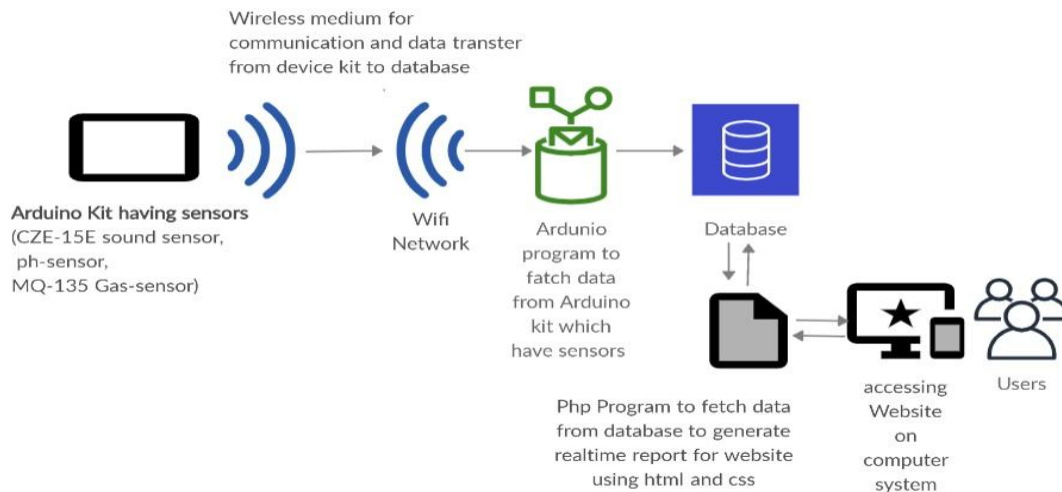 Wireless medium for
communication and data transter
from device kit to database
Arduino Kit having sensors
(CZE-15E sound sensor,
ph-sensor,
MQ-135 Gas-sensor)
Wifi
Network
Ardunio
program to
fatch data
from Arduino
kit which
have sensors
Database
Php Program to fetch data
from database to generate
realtime report for website
using html and css
accessing
Website
on
computer
system
Users